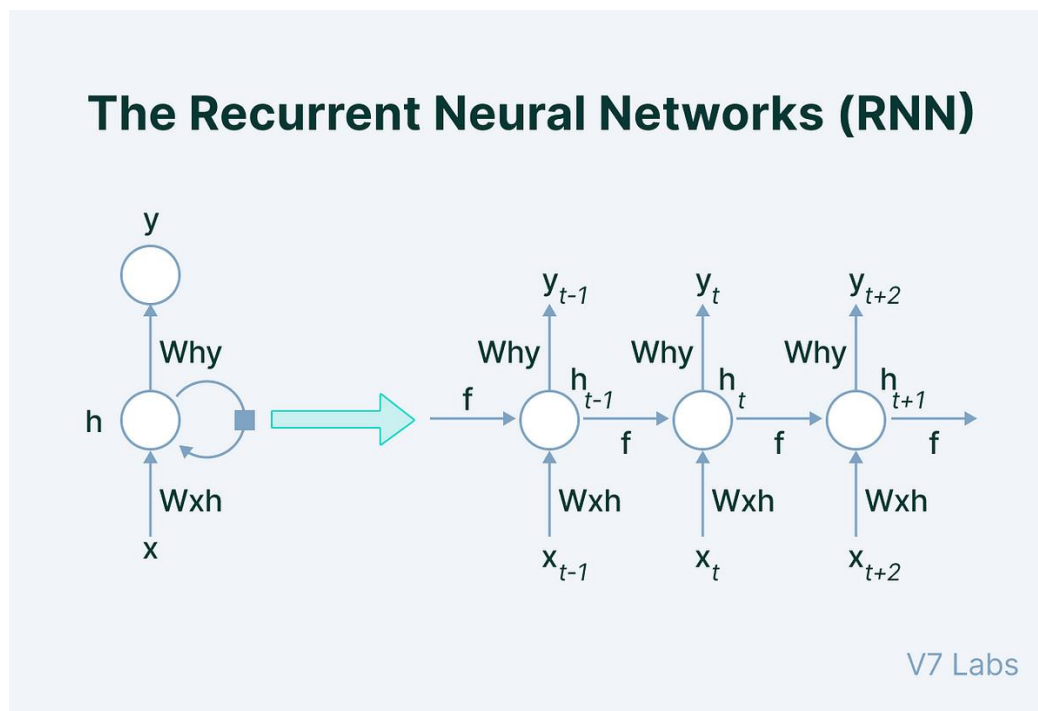 The Recurrent Neural Networks (RNN)
y
Why
h
Wxh
x
y t-1
y t
y t+2
Why
Why
Why
h t-1
h t
h t+1
f
f
f
f
Wxh
Wxh
Wxh
x t-1
x t
x t+2
V7 Labs